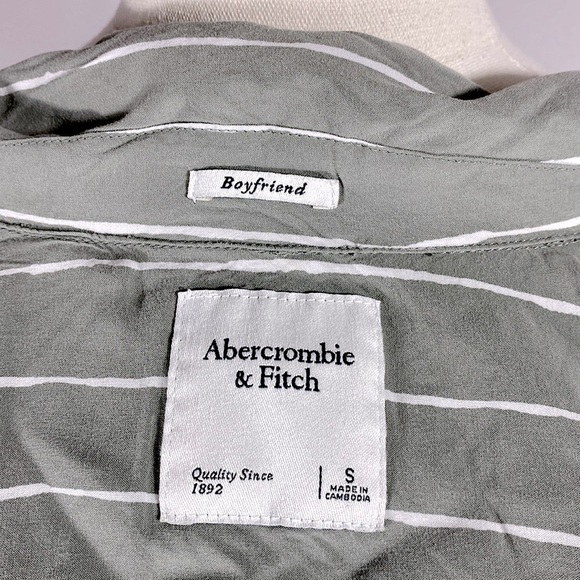 Boyfriend
Abercrombie
& Fitch
Quality Since
1892
S
MADE IN
CAMBODIA